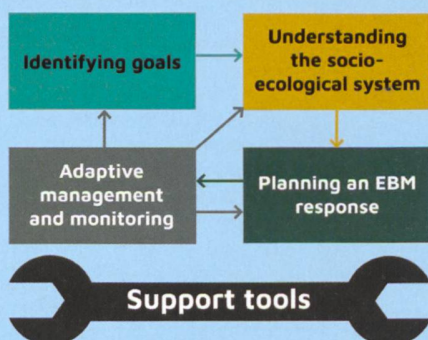 Identifying goals
Understanding
the socio-
ecological system
Adaptive
management
and monitoring
Planning an EBM
response
Support tools